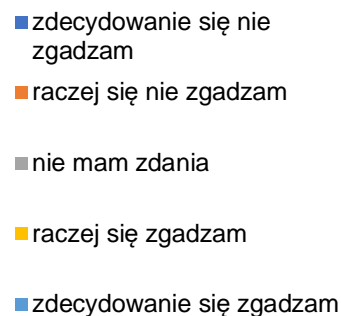 zdecydowanie się nie
zgadzam
raczej się nie zgadzam
nie mam zdania
raczej się zgadzam
zdecydowanie się zgadzam